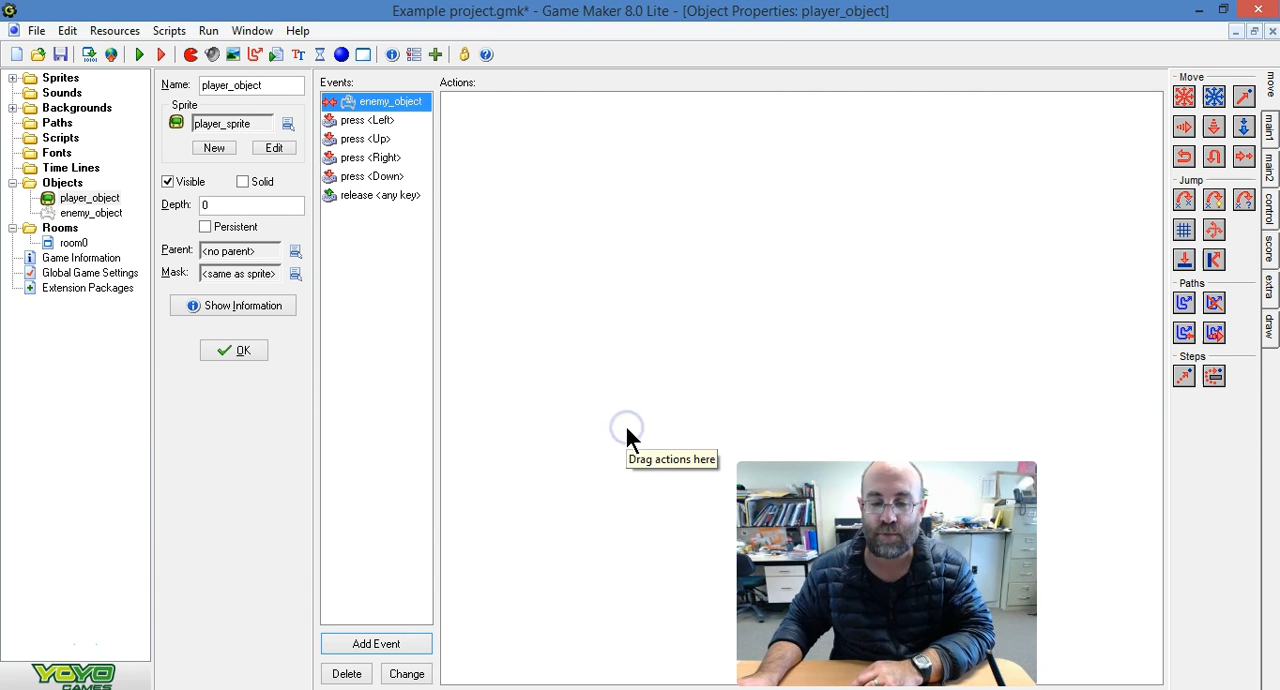 Example project.gmk* - Game Maker 8.0 Lite - [Object Properties: player_object]
File Edit Resources Scripts Run Window Help
Sprites
Sounds
Backgrounds
Paths
Scripts
Fonts
Time Lines
Objects
player_object
enemy_object
Rooms
room0
Game Information
Global Game Settings
Extension Packages
YOYO
GAMES
Name: player_object
Sprite
player_sprite
New Edit
Visible Solid
Depth: 0
Persistent
Parent: <no parent>
Mask: <same as sprite>
Show Information
OK
Events:
enemy_object
press <Left>
press <Up>
press <Right>
press <Down>
release <any key>
Add Event
Delete Change
Actions:
Drag actions here
Move
Jump
Paths
Steps
move
main1
main2
control
score
extra
draw